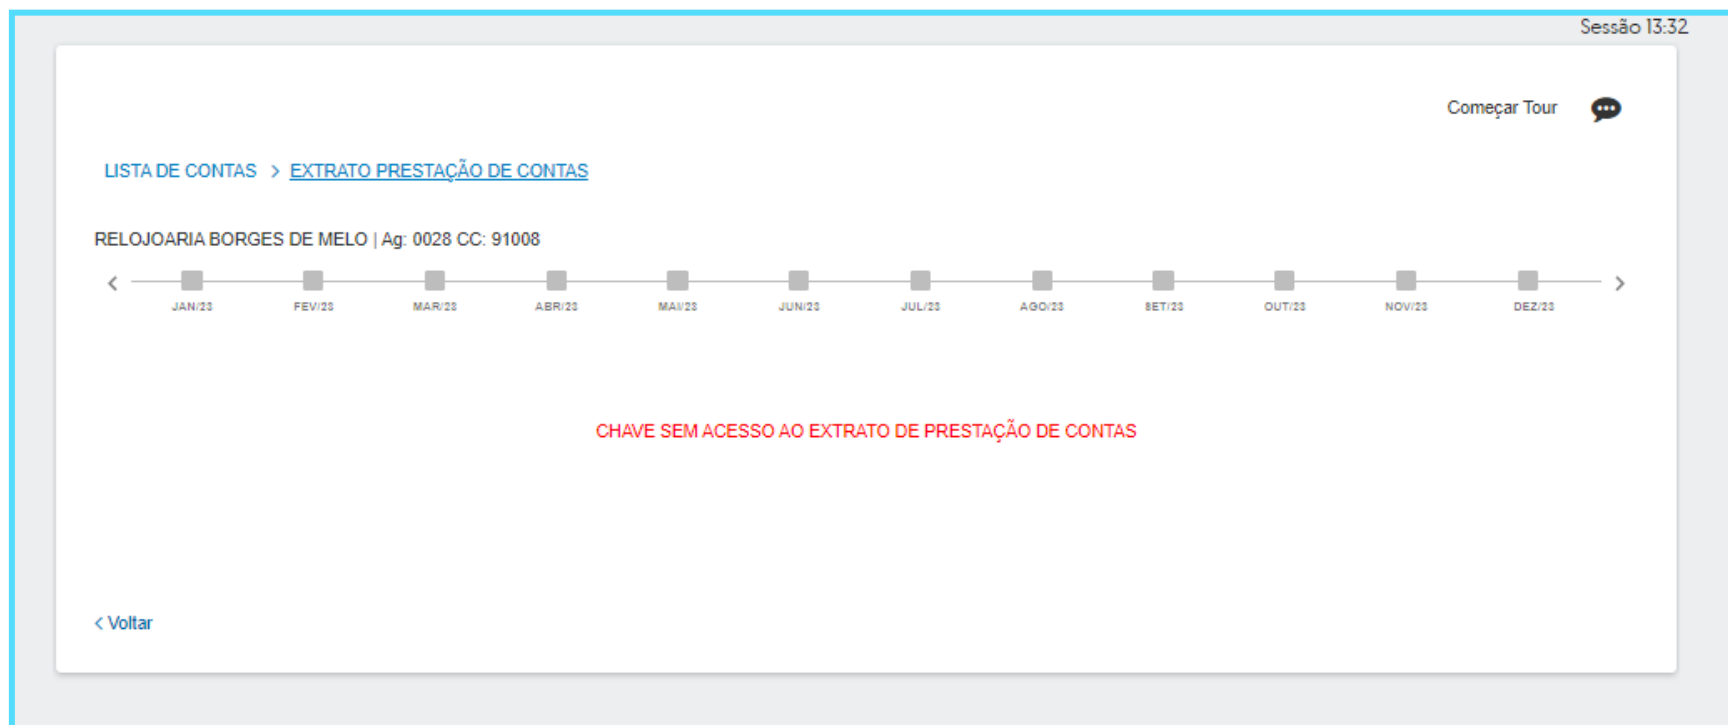 Sessão 13:32
Começar Tour
LISTA DE CONTAS > EXTRATO PRESTAÇÃO DE CONTAS
RELOJOARIA BORGES DE MELO | Ag: 0028 CC: 91008
< >
JAN/23 FEV/23 MAR/23 ABR/23 MAI/23 JUN/23 JUL/23 AGO/23 SET/23 OUT/23 NOV/23 DEZ/23
CHAVE SEM ACESSO AO EXTRATO DE PRESTAÇÃO DE CONTAS
< Voltar